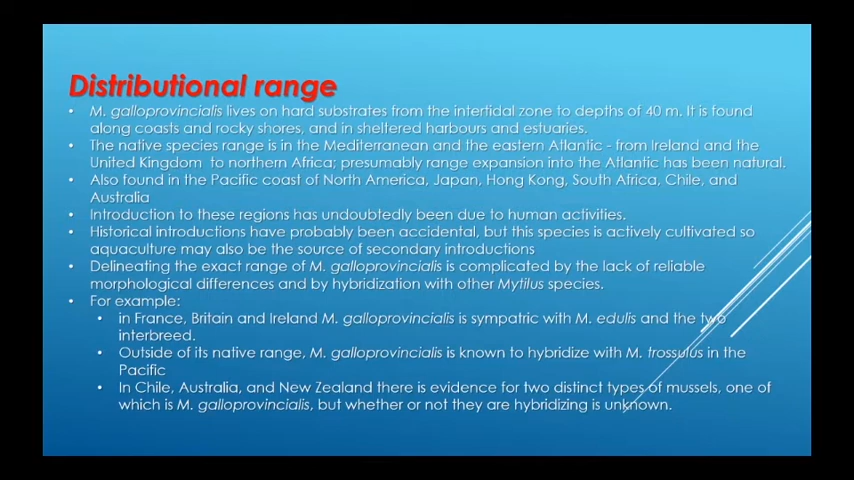 Distributional range
• M. galloprovincialis lives on hard substrates from the intertidal zone to depths of 40 m. It is found
along coasts and rocky shores, and in sheltered harbours and estuaries.
• The native species range is in the Mediterranean and the eastern Atlantic - from Ireland and the
United Kingdom to northern Africa; presumably range expansion into the Atlantic has been natural.
• Also found in the Pacific coast of North America, Japan, Hong Kong, South Africa, Chile, and
Australia
• Introduction to these regions has undoubtedly been due to human activities.
• Historical introductions have probably been accidental, but this species is actively cultivated so
aquaculture may also be the source of secondary introductions
• Delineating the exact range of M. galloprovincialis is complicated by the lack of reliable
morphological differences and by hybridization with other Mytilus species.
• For example:
• in France, Britain and Ireland M. galloprovincialis is sympatric with M. edulis and the two
interbreed.
• Outside of its native range, M. galloprovincialis is known to hybridize with M. trossulus in the
Pacific
• In Chile, Australia, and New Zealand there is evidence for two distinct types of mussels, one of
which is M. galloprovincialis, but whether or not they are hybridizing is unknown.